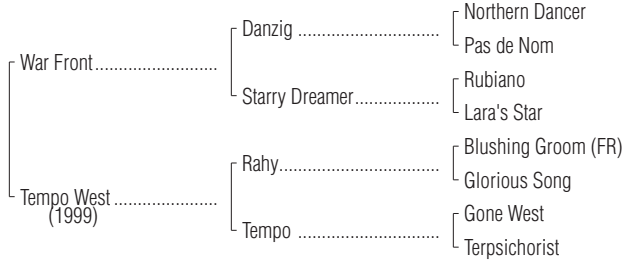 Northern Dancer
Danzig ..................................
Pas de Nom
War Front.............................
Rubiano
Starry Dreamer....................
Lara's Star
Blushing Groom (FR)
Rahy.....................................
Glorious Song
Tempo West ........................
(1999)
Gone West
Tempo ..................................
Terpsichorist